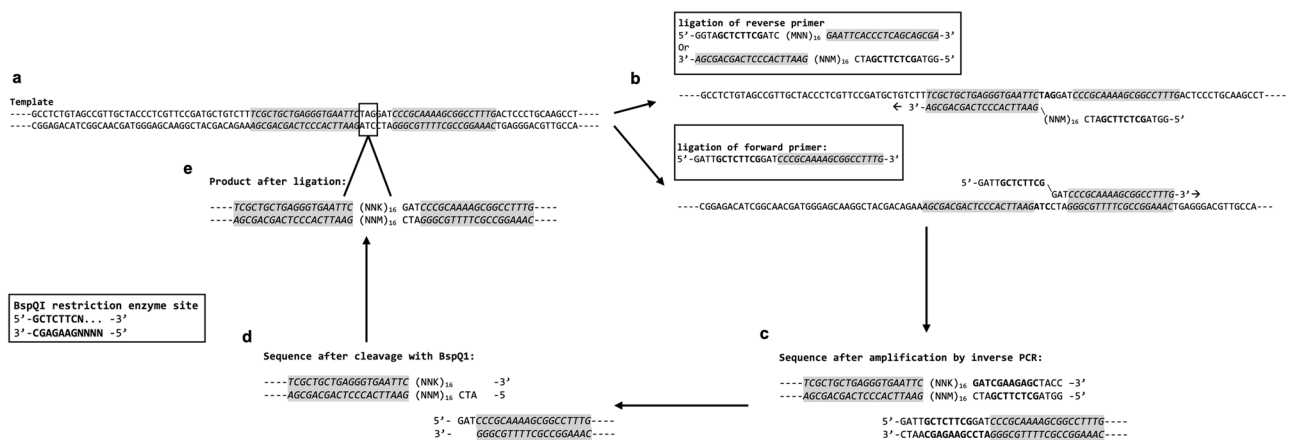 ligation of reverse primer
5’-GGTAGCTCTTCGATC (MNN)16 GAATTCACCCTCAGCAGCGA-3’
Or
3’-AGCGACGACTCCCACTTAAG (NNM)16 CTAGCTTCTCGATGG-5’
a
Template
----GCCTCTGTAGCCGTTGCTACCCTCGTTCCGATGCTGTCTTTCGCTGCTGAGGGTGAATTCTAGGATCCCGCAAAAGCGGCCTTTGACTCCCTGCAAGCCT----
----CGGAGACATCGGCAACGATGGGAGCAAGGCTACGACAGAAAGCGACGACTCCCACTTAAGATCCTAGGGCGTTTTCGCCGGAAACTGAGGGACGTTGCCA----
b
----GCCTCTGTAGCCGTTGCTACCCTCGTTCCGATGCTGTCTTTCGCTGCTGAGGGTGAATTCTAGGATCCCGCAAAAGCGGCCTTTGACTCCCTGCAAGCCT----
← 3’-AGCGACGACTCCCACTTAAG
(NNM)16 CTAGCTTCTCGATGG-5’
ligation of forward primer:
5’-GATTGCTCTTCGGATCCCGCAAAAGCGGCCTTTG-3’
5’-GATTGCTCTTCG
GATCCCGCAAAAGCGGCCTTTG-3’→
----CGGAGACATCGGCAACGATGGGAGCAAGGCTACGACAGAAAGCGACGACTCCCACTTAAGATCCTAGGGCGTTTTCGCCGGAAACTGAGGGACGTTGCCA---
e
Product after ligation:
----TCGCTGCTGAGGGTGAATTC (NNK)16 GATCCCGCAAAAGCGGCCTTTG----
----AGCGACGACTCCCACTTAAG (NNM)16 CTAGGGCGTTTTCGCCGGAAAC----
BspQI restriction enzyme site
5’-GCTCTTCN... -3’
3’-CGAGAAGNNNN -5’
d
Sequence after cleavage with BspQ1:
----TCGCTGCTGAGGGTGAATTC (NNK)16 -3’
----AGCGACGACTCCCACTTAAG (NNM)16 CTA -5
5’- GATCCCGCAAAAGCGGCCTTTG----
3’- GGGCGTTTTCGCCGGAAAC----
c
Sequence after amplification by inverse PCR:
----TCGCTGCTGAGGGTGAATTC (NNK)16 GATCGAAGAGCTACC –3’
----AGCGACGACTCCCACTTAAG (NNM)16 CTAGCTTCTCGATGG -5’
5’-GATTGCTCTTCGGATCCCGCAAAAGCGGCCTTTG----
3’-CTAACGAGAAGCCTAGGGCGTTTTCGCCGGAAAC----